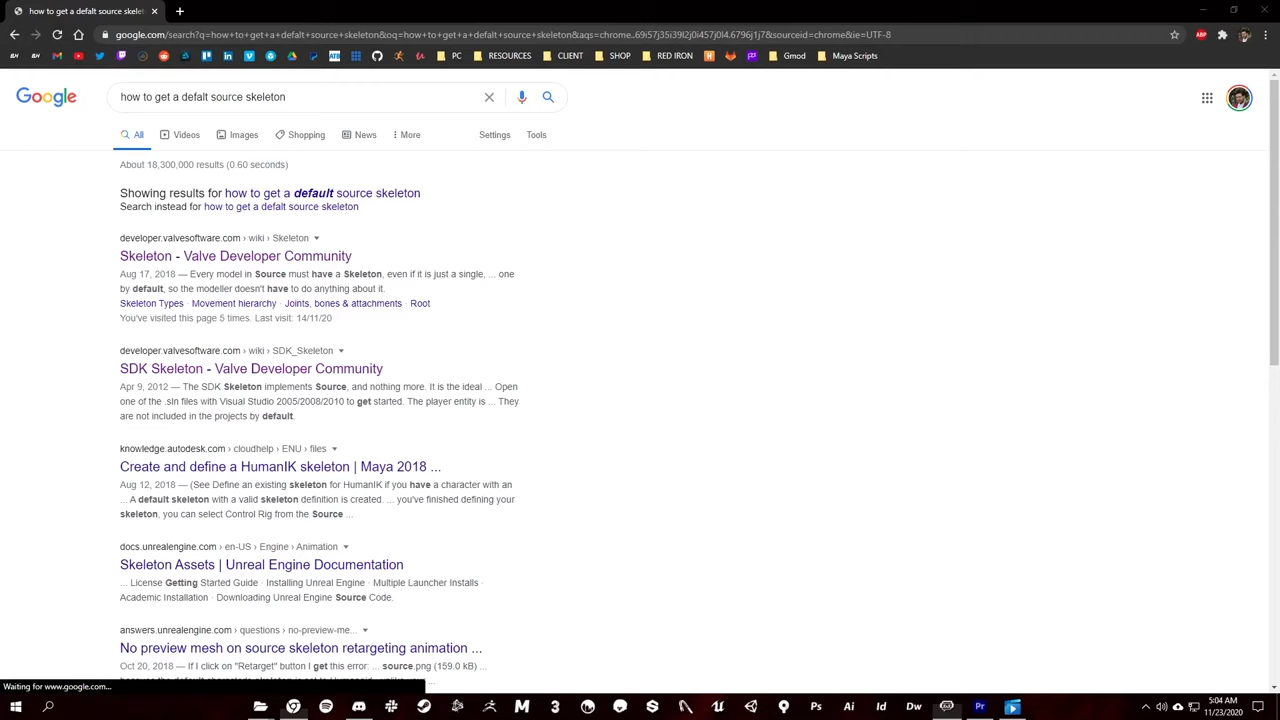 how to get a default source skel
google.com/search?q=how+to+get+a+defalt+source+skeleton&oq=how+to+get+a+defalt+source+skeleton&aqs=chrome..69i57j35i39l2j0i457j0l4.6796j1j7&sourceid=chrome&ie=UTF-8
PC RESOURCES CLIENT SHOP RED IRON Gmod Maya Scripts
Google how to get a defalt source skeleton
All Videos Images Shopping News More Settings Tools
About 18,300,000 results (0.60 seconds)
Showing results for how to get a default source skeleton
Search instead for how to get a defalt source skeleton
developer.valvesoftware.com › wiki › Skeleton
Skeleton - Valve Developer Community
Aug 17, 2018 — Every model in Source must have a Skeleton, even if it is just a single, ... one
by default, so the modeller doesn't have to do anything about it.
Skeleton Types · Movement hierarchy · Joints, bones & attachments · Root
You've visited this page 5 times. Last visit: 14/11/20
developer.valvesoftware.com › wiki › SDK_Skeleton
SDK Skeleton - Valve Developer Community
Apr 9, 2012 — The SDK Skeleton implements Source, and nothing more. It is the ideal ... Open
one of the .sln files with Visual Studio 2005/2008/2010 to get started. The player entity is ... They
are not included in the projects by default.
knowledge.autodesk.com › cloudhelp › ENU › files
Create and define a HumanIK skeleton | Maya 2018 ...
Aug 12, 2018 — (See Define an existing skeleton for HumanIK if you have a character with an
... A default skeleton with a valid skeleton definition is created. ... you've finished defining your
skeleton, you can select Control Rig from the Source ...
docs.unrealengine.com › en-US › Engine › Animation
Skeleton Assets | Unreal Engine Documentation
... License Getting Started Guide · Installing Unreal Engine · Multiple Launcher Installs ·
Academic Installation · Downloading Unreal Engine Source Code.
answers.unrealengine.com › questions › no-preview-me...
No preview mesh on source skeleton retargeting animation ...
Oct 20, 2018 — If I click on "Retarget" button I get this error: ... source.png (159.0 kB) ...
Waiting for www.google.com...
5:04 AM
11/23/2020